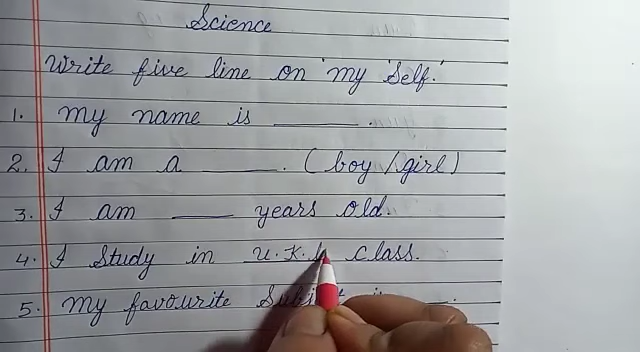 Science
Write five line on 'my Self.'
1. My name is ______ .
2. I am a ______ . (boy / girl)
3. I am ____ years old.
4. I Study in U.K. class.
5. My favourite